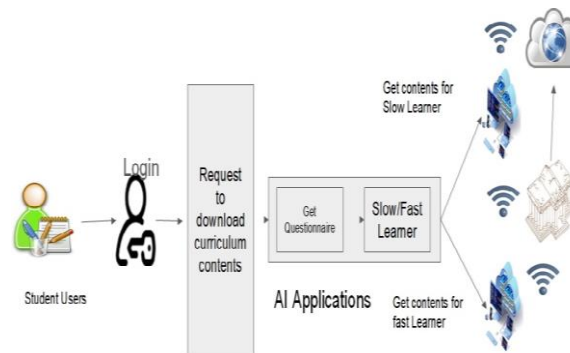 Get contents for
Slow Learner
Login
Request
to
download
curriculum
contents
Get
Questionnaire
Slow/Fast
Learner
Student Users
AI Applications
Get contents for
fast Learner